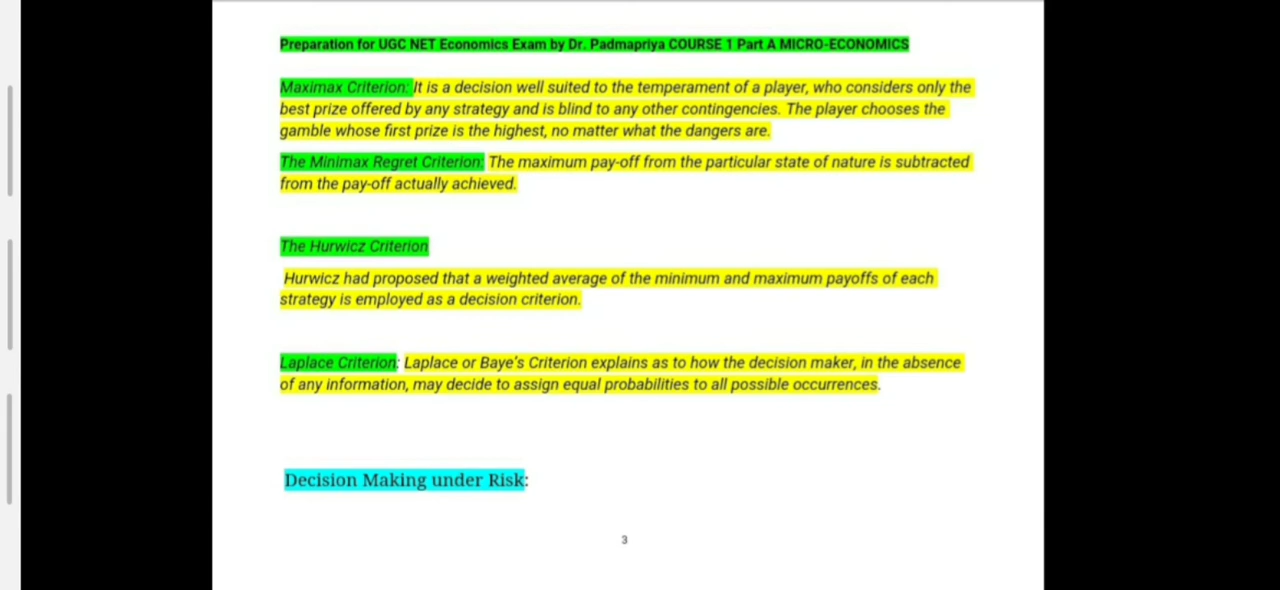 Preparation for UGC NET Economics Exam by Dr. Padmapriya COURSE 1 Part A MICRO-ECONOMICS
Maximax Criterion: It is a decision well suited to the temperament of a player, who considers only the
best prize offered by any strategy and is blind to any other contingencies. The player chooses the
gamble whose first prize is the highest, no matter what the dangers are.
The Minimax Regret Criterion: The maximum pay-off from the particular state of nature is subtracted
from the pay-off actually achieved.
The Hurwicz Criterion
Hurwicz had proposed that a weighted average of the minimum and maximum payoffs of each
strategy is employed as a decision criterion.
Laplace Criterion: Laplace or Baye's Criterion explains as to how the decision maker, in the absence
of any information, may decide to assign equal probabilities to all possible occurrences.
Decision Making under Risk:
3